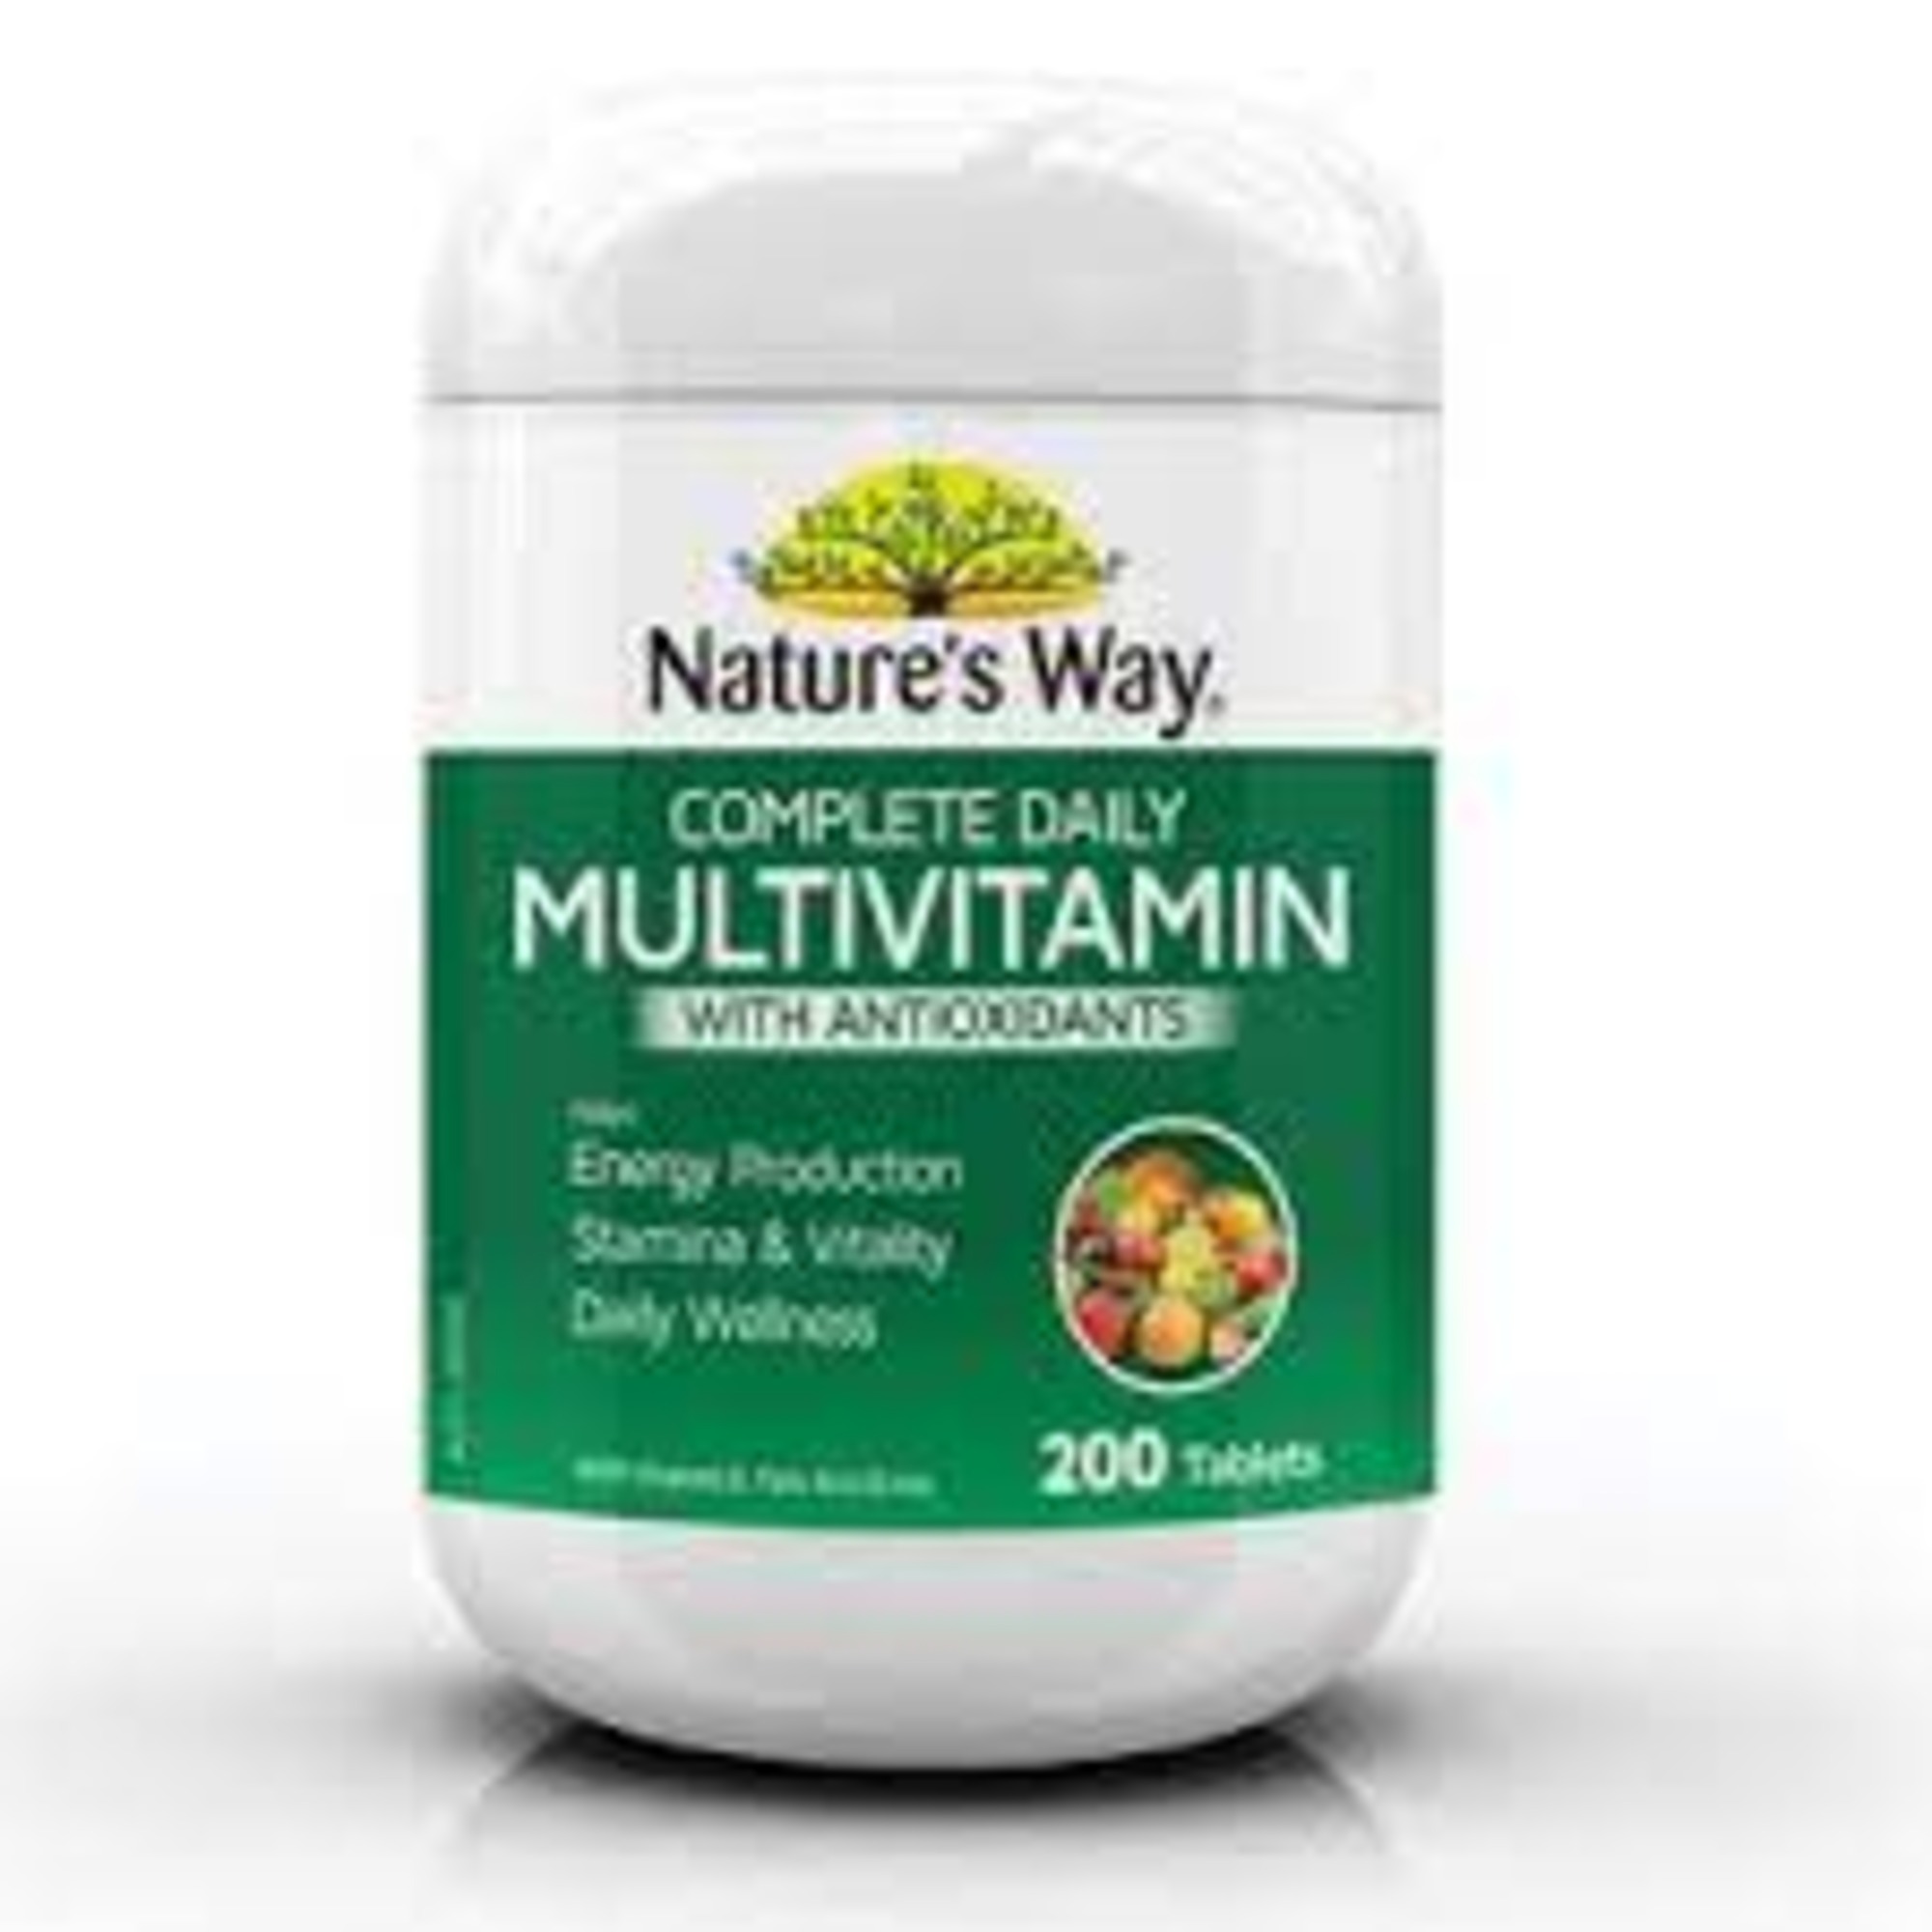 Nature's Way
COMPLETE DAILY
MULTIVITAMIN
WITH ANTIOXIDANTS
Energy Production
Stamina & Vitality
Daily Wellness
200 Tablets